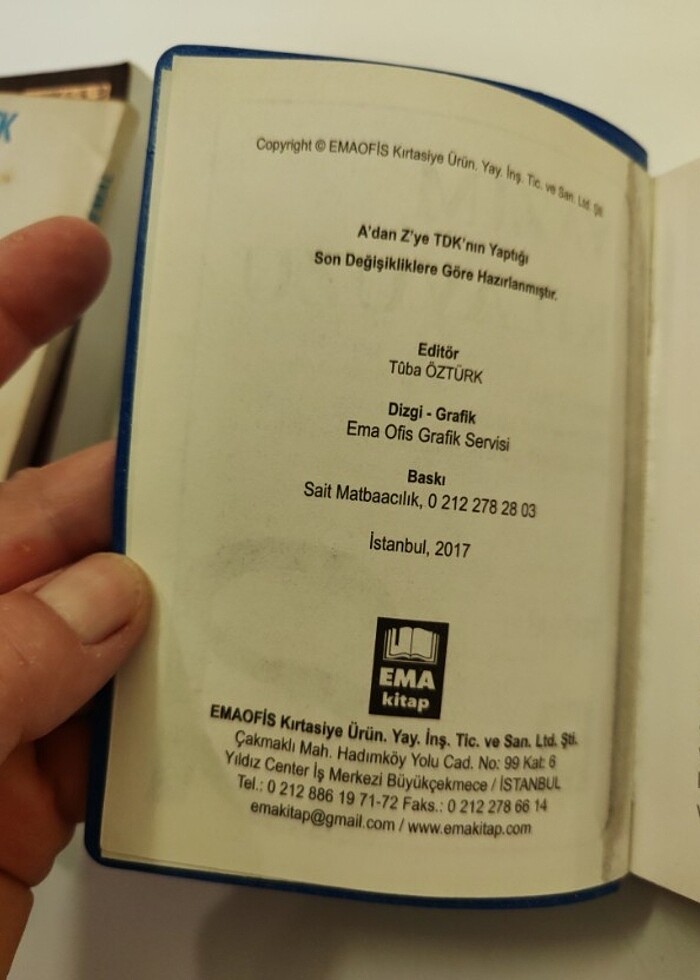 Copyright © EMAOFİS Kırtasiye Ürün. Yay. İnş. Tic. ve San. Ltd. Şti.
A'dan Z'ye TDK'nın Yaptığı
Son Değişikliklere Göre Hazırlanmıştır.
Editör
Tûba ÖZTÜRK
Dizgi - Grafik
Ema Ofis Grafik Servisi
Baskı
Sait Matbaacılık, 0 212 278 28 03
İstanbul, 2017
EMA
kitap
EMAOFİS Kırtasiye Ürün. Yay. İnş. Tic. ve San. Ltd. Şti.
Çakmaklı Mah. Hadımköy Yolu Cad. No: 99 Kat: 6
Yıldız Center İş Merkezi Büyükçekmece / İSTANBUL
Tel.: 0 212 886 19 71-72 Faks.: 0 212 278 66 14
emakitap@gmail.com / www.emakitap.com